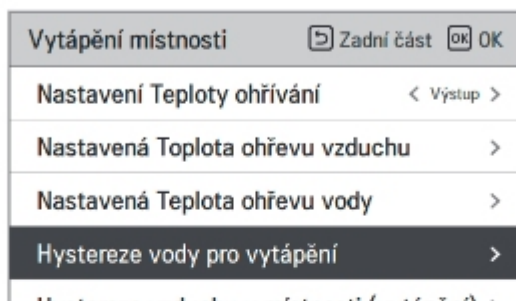 Vytápění místnosti Zadní část OK OK
Nastavení Teploty ohřívání < Výstup >
Nastavená Toplota ohřevu vzduchu >
Nastavená Teplota ohřevu vody >
Hystereze vody pro vytápění >